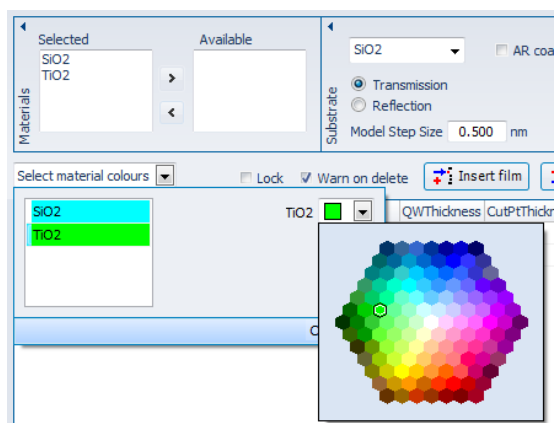 Selected
Available
SiO2
TiO2
Materials
SiO2
AR coa
Transmission
Reflection
Substrate
Model Step Size 0.500 nm
Select material colours
Lock
Warn on delete
Insert film
SiO2
TiO2
TiO2
QWThickness
CutPtThickn